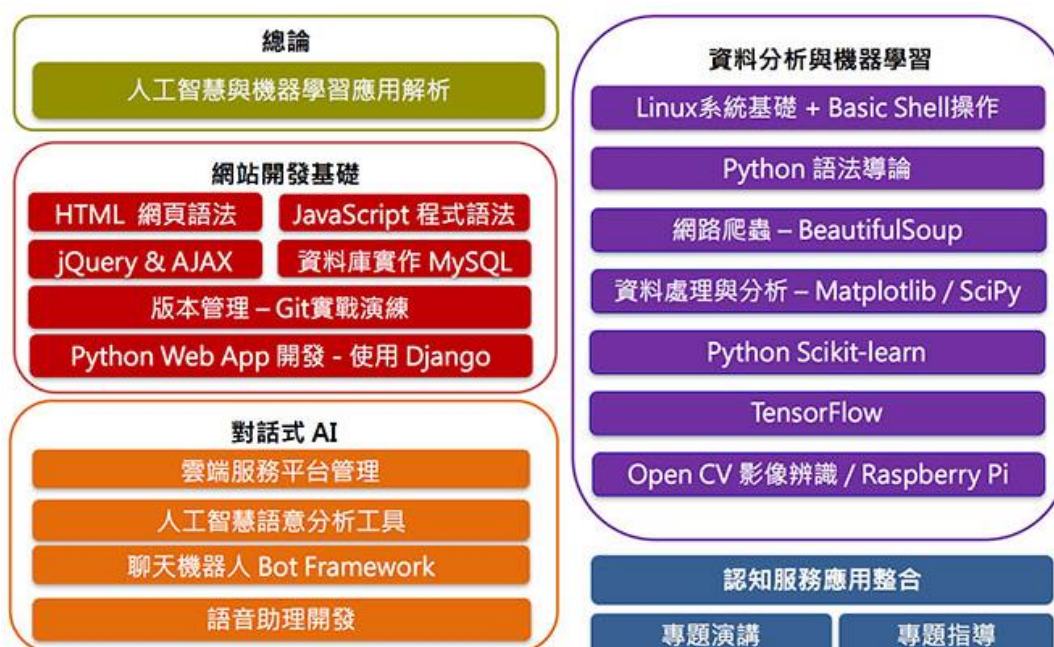 總論
人工智慧與機器學習應用解析
網站開發基礎
HTML 網頁語法
JavaScript 程式語法
jQuery & AJAX
資料庫實作 MySQL
版本管理 – Git實戰演練
Python Web App 開發 - 使用 Django
對話式 AI
雲端服務平台管理
人工智慧語意分析工具
聊天機器人 Bot Framework
語音助理開發
資料分析與機器學習
Linux系統基礎 + Basic Shell操作
Python 語法導論
網路爬蟲 – BeautifulSoup
資料處理與分析 – Matplotlib / SciPy
Python Scikit-learn
TensorFlow
Open CV 影像辨識 / Raspberry Pi
認知服務應用整合
專題演講
專題指導